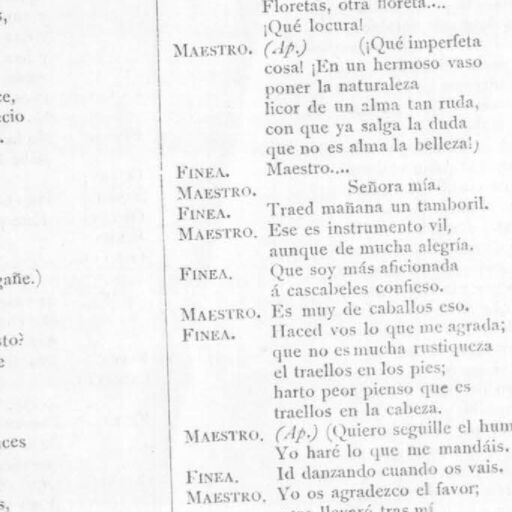 Floretas, otra floreta....
¡Qué locura!
MAESTRO. (Ap.) (¡Qué imperfeta
cosa! ¡En un hermoso vaso
poner la naturaleza
licor de un alma tan ruda,
con que ya salga la duda
que no es alma la belleza!)
FINEA. Maestro....
MAESTRO. Señora mía.
FINEA. Traed mañana un tamboril.
MAESTRO. Ese es instrumento vil,
aunque de mucha alegría.
FINEA. Que soy más aficionada
á cascabeles confieso.
MAESTRO. Es muy de caballos eso.
FINEA. Haced vos lo que me agrada;
que no es mucha rustiqueza
el traellos en los pies;
harto peor pienso que es
traellos en la cabeza.
MAESTRO. (Ap.) (Quiero seguille el hum
Yo haré lo que me mandáis.
FINEA. Id danzando cuando os vais.
MAESTRO. Yo os agradezco el favor;
llevaré tras mí
s,
ce,
cio
.
gañe.)
sto?
e
ces
s,